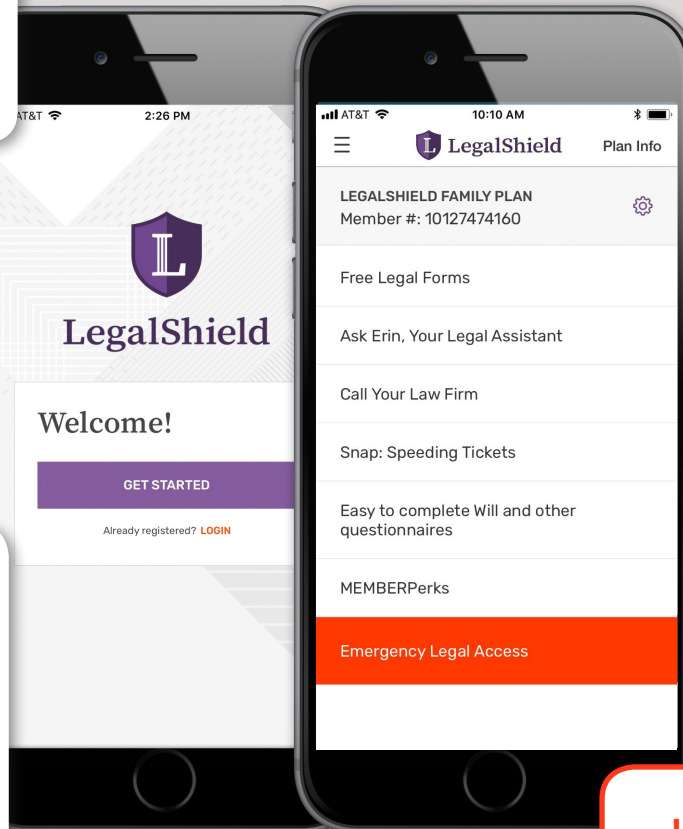 AT&T 2:26 PM
L
LegalShield
Welcome!
GET STARTED
Already registered? LOGIN
AT&T 10:10 AM
L LegalShield Plan Info
LEGALSHIELD FAMILY PLAN
Member #: 10127474160
Free Legal Forms
Ask Erin, Your Legal Assistant
Call Your Law Firm
Snap: Speeding Tickets
Easy to complete Will and other
questionnaires
MEMBERPerks
Emergency Legal Access